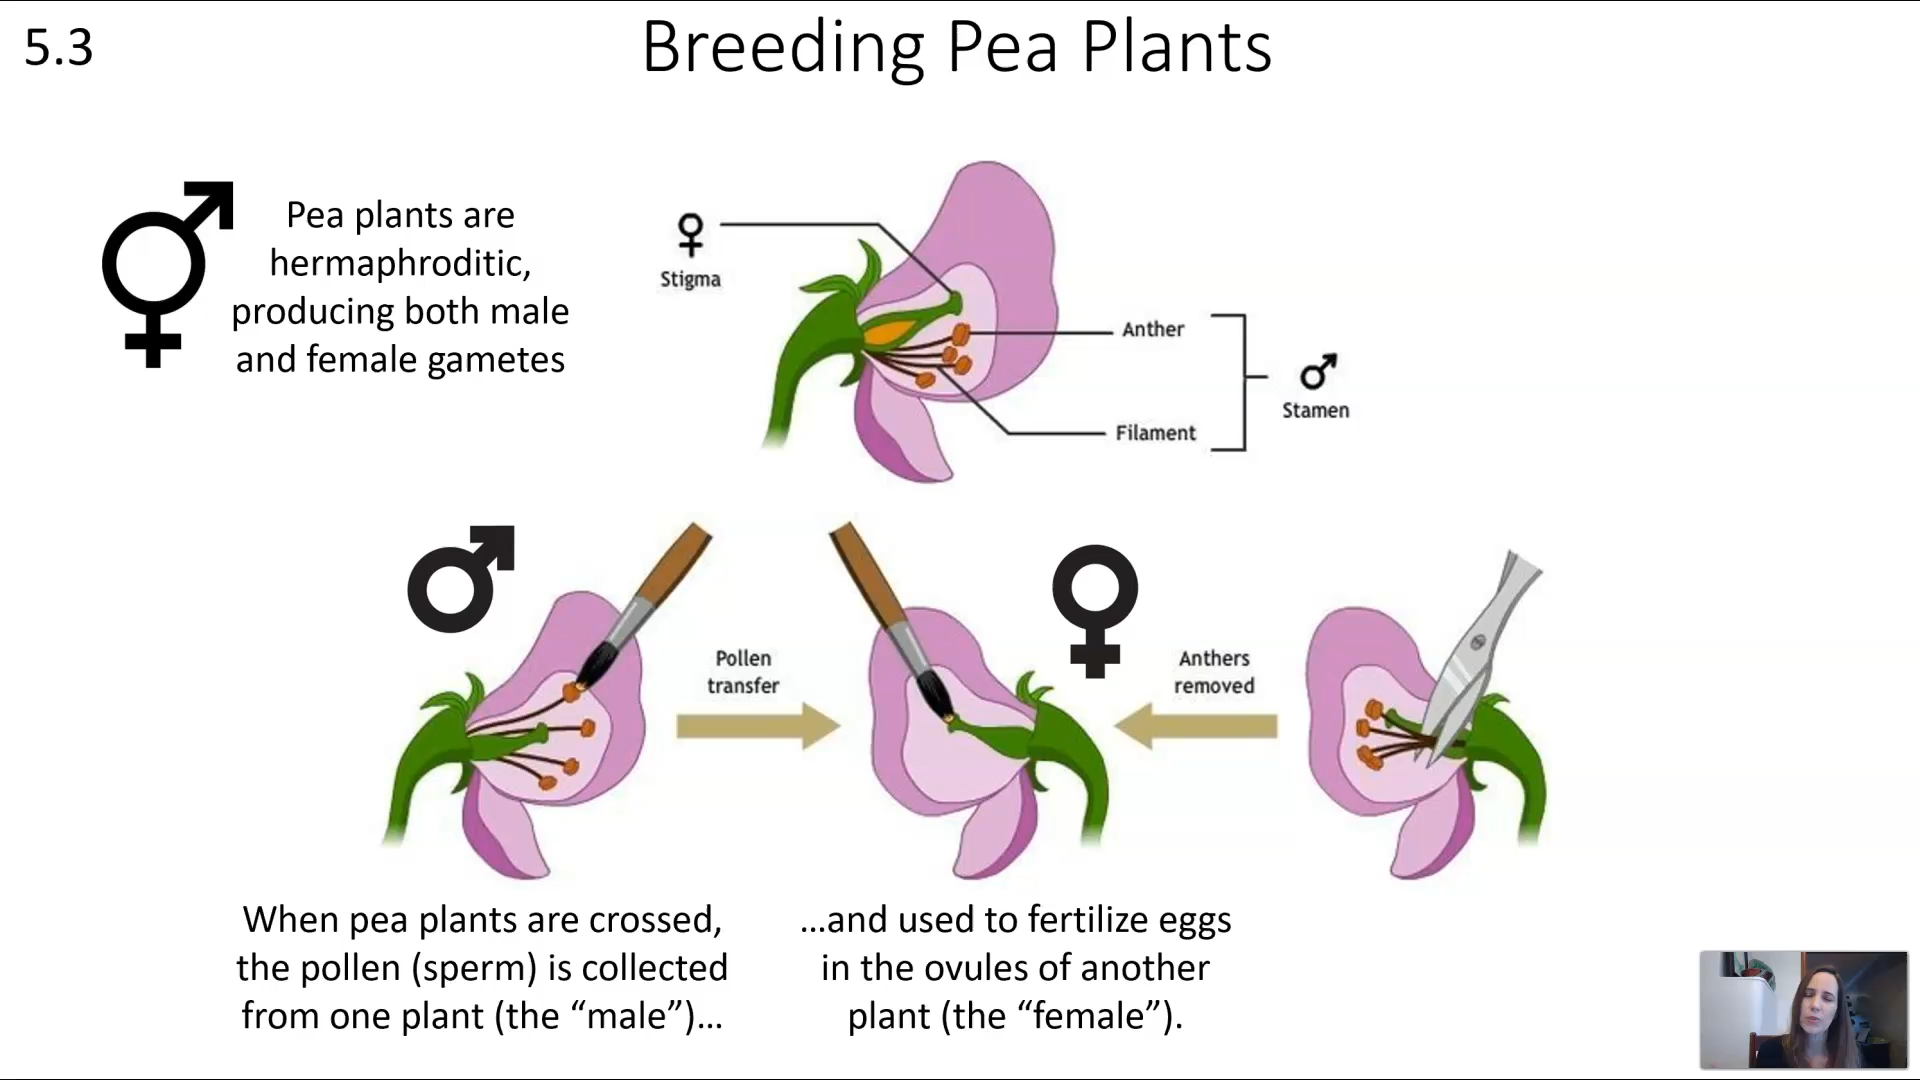 5.3
Breeding Pea Plants
Pea plants are
hermaphroditic,
producing both male
and female gametes
Stigma
Anther
Filament
Stamen
Pollen
transfer
Anthers
removed
When pea plants are crossed,
the pollen (sperm) is collected
from one plant (the “male”)…
…and used to fertilize eggs
in the ovules of another
plant (the “female”).